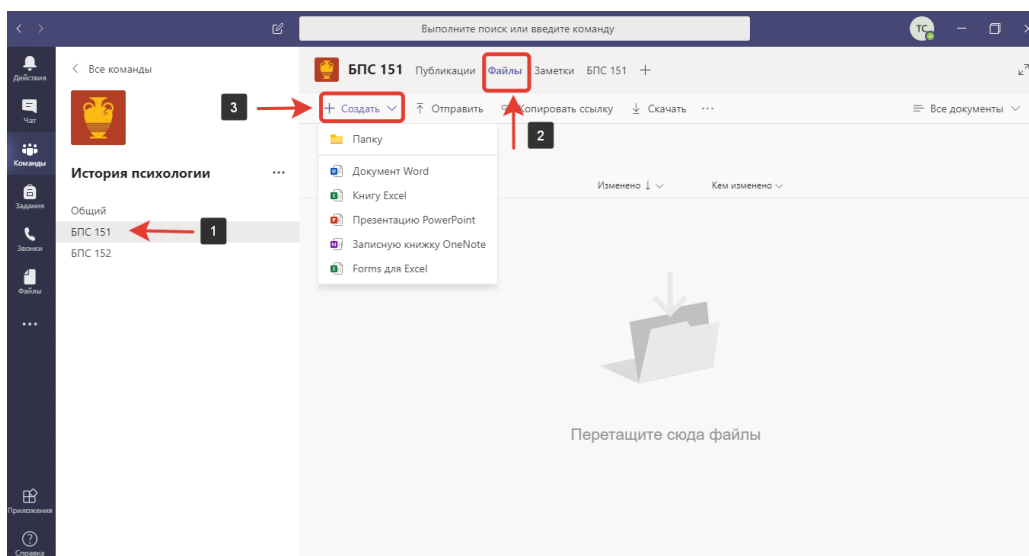 Выполните поиск или введите команду
ТС
Действия
Чат
Команды
Задания
Звонки
Файлы
Приложения
Справка
Все команды
История психологии
Общий
БПС 151
БПС 152
1
БПС 151 Публикации Файлы Заметки БПС 151
3
Создать Отправить Копировать ссылку Скачать ... Все документы
2
Папку
Документ Word
Книгу Excel
Презентацию PowerPoint
Записную книжку OneNote
Forms для Excel
Изменено Кем изменено
Перетащите сюда файлы